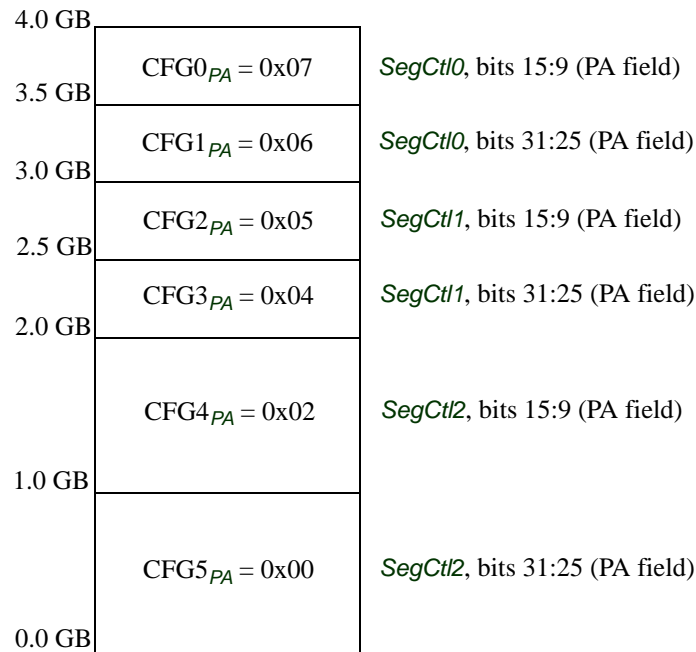 4.0 GB
CFG0PA = 0x07 SegCtl0, bits 15:9 (PA field)
3.5 GB
CFG1PA = 0x06 SegCtl0, bits 31:25 (PA field)
3.0 GB
CFG2PA = 0x05 SegCtl1, bits 15:9 (PA field)
2.5 GB
CFG3PA = 0x04 SegCtl1, bits 31:25 (PA field)
2.0 GB
CFG4PA = 0x02 SegCtl2, bits 15:9 (PA field)
1.0 GB
CFG5PA = 0x00 SegCtl2, bits 31:25 (PA field)
0.0 GB